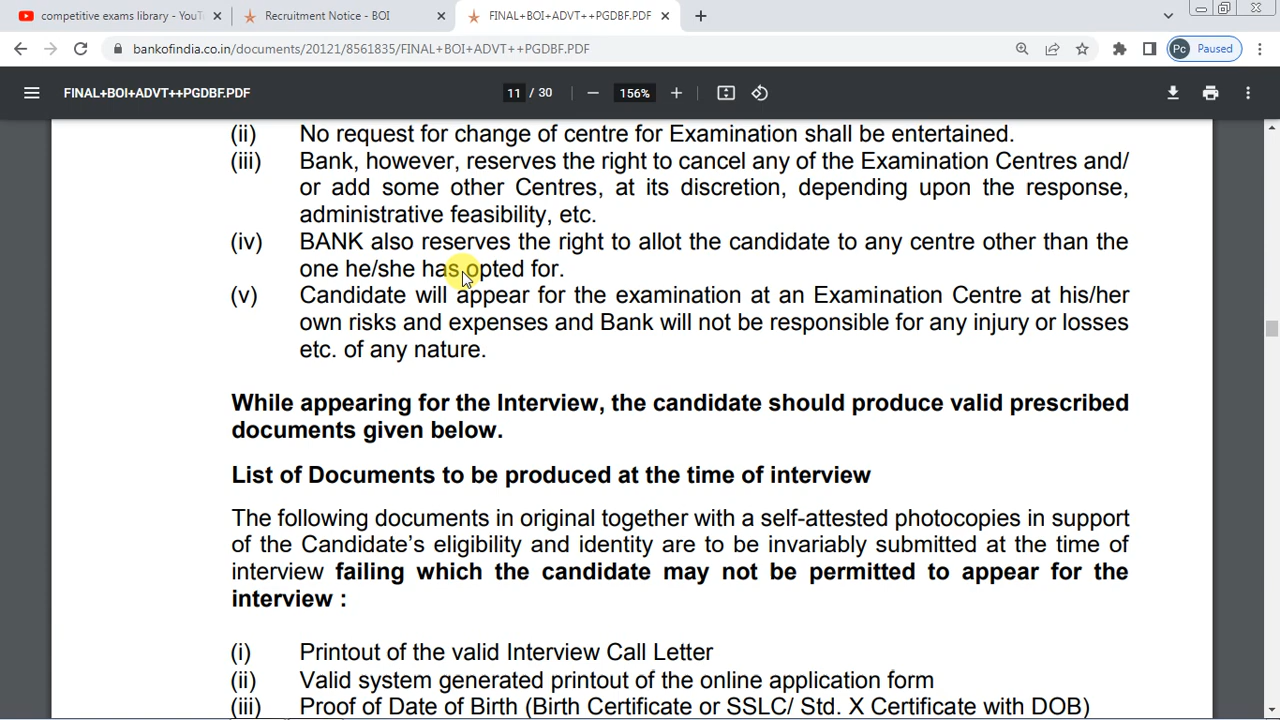 competitive exams library - YouT
Recruitment Notice - BOI
FINAL+BOI+ADVT++PGDBF.PDF
bankofindia.co.in/documents/20121/8561835/FINAL+BOI+ADVT++PGDBF.PDF
Pc Paused
FINAL+BOI+ADVT++PGDBF.PDF
11 / 30
156%
(ii) No request for change of centre for Examination shall be entertained.
(iii) Bank, however, reserves the right to cancel any of the Examination Centres and/
or add some other Centres, at its discretion, depending upon the response,
administrative feasibility, etc.
(iv) BANK also reserves the right to allot the candidate to any centre other than the
one he/she has opted for.
(v) Candidate will appear for the examination at an Examination Centre at his/her
own risks and expenses and Bank will not be responsible for any injury or losses
etc. of any nature.
While appearing for the Interview, the candidate should produce valid prescribed
documents given below.
List of Documents to be produced at the time of interview
The following documents in original together with a self-attested photocopies in support
of the Candidate’s eligibility and identity are to be invariably submitted at the time of
interview failing which the candidate may not be permitted to appear for the
interview :
(i) Printout of the valid Interview Call Letter
(ii) Valid system generated printout of the online application form
(iii) Proof of Date of Birth (Birth Certificate or SSLC/ Std. X Certificate with DOB)